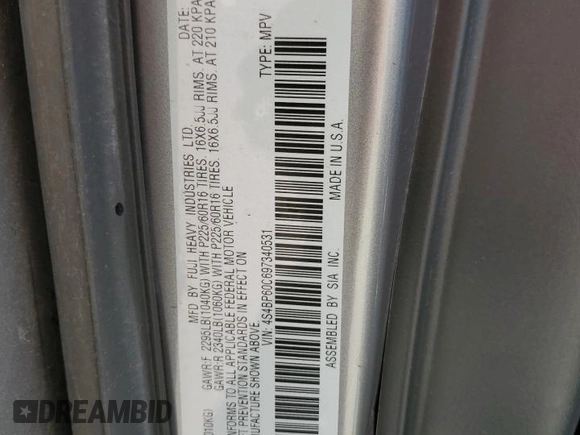 MFD BY FUJI HEAVY INDUSTRIES LTD. DATE:
GAWR:F 2295LB(1040KG) WITH P225/60R16 TIRES, 16X6.5JJ RIMS, AT 220 KPA
GAWR:R 2340LB(1060KG) WITH P225/60R16 TIRES, 16X6.5JJ RIMS, AT 210 KPA
010KG)
NFORMS TO ALL APPLICABLE FEDERAL MOTOR VEHICLE
T PREVENTION STANDARDS IN EFFECT ON
NUFACTURE SHOWN ABOVE.
VIN: 4S4BP60C697340531 TYPE: MPV
ASSEMBLED BY SIA INC. MADE IN U.S.A.
DREAMBID